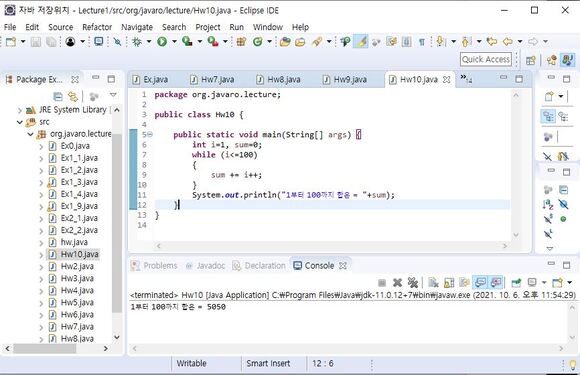 자바 저장위치 - Lecture1/src/org/javaro/lecture/Hw10.java - Eclipse IDE
File Edit Source Refactor Navigate Search Project Run Window Help
Quick Access
Package Ex...
Ex.java Hw7.java Hw8.java Hw9.java Hw10.java »14
JRE System Library [
src
org.javaro.lecture
Ex0.java
Ex1_1.java
Ex1_2.java
Ex1_3.java
Ex1_4.java
Ex1_9.java
Ex2_1.java
Ex2_2.java
hw.java
Hw10.java
Hw2.java
Hw3.java
Hw4.java
Hw5.java
Hw6.java
Hw7.java
Hw8.java
1 package org.javaro.lecture;
2
3 public class Hw10 {
4
5 public static void main(String[] args) {
6 int i=1, sum=0;
7 while (i<=100)
8 {
9 sum += i++;
10 }
11 System.out.println("1부터 100까지 합은 = "+sum);
12 }
13 }
14
Problems Javadoc Declaration Console
<terminated> Hw10 [Java Application] C:\Program Files\Java\jdk-11.0.12+7\bin\javaw.exe (2021. 10. 6. 오후 11:54:29)
1부터 100까지 합은 = 5050
Writable Smart Insert 12 : 6